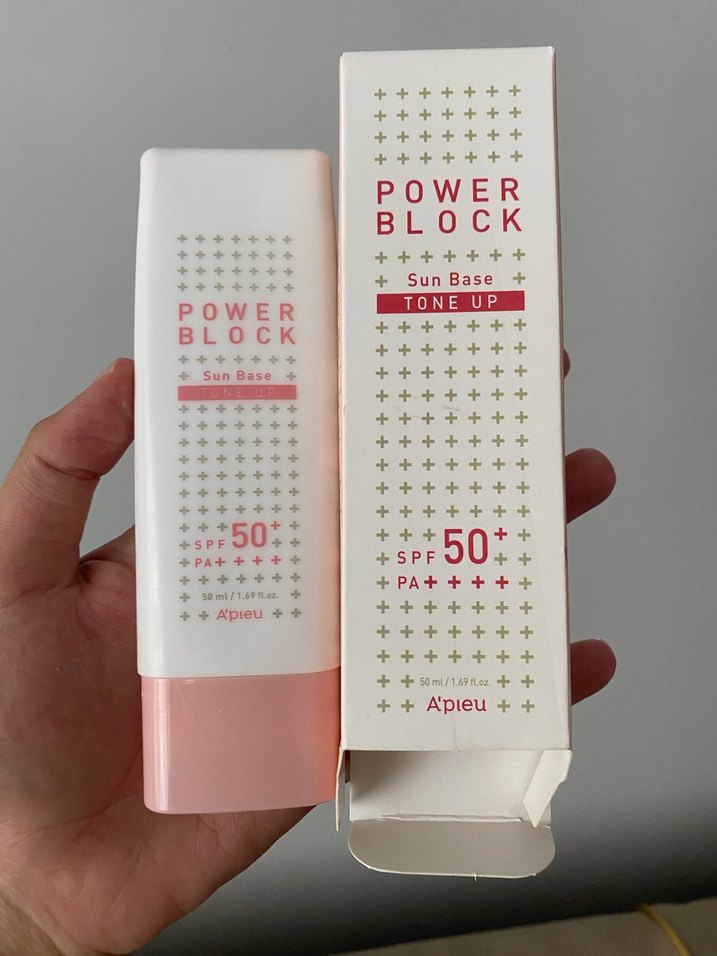 POWER
BLOCK
Sun Base
TONE UP
SPF 50+
PA++++
50 ml / 1.69 fl.oz.
A'pieu
POWER
BLOCK
Sun Base
TONE UP
SPF 50+
PA++++
50 ml / 1.69 fl.oz.
A'pieu